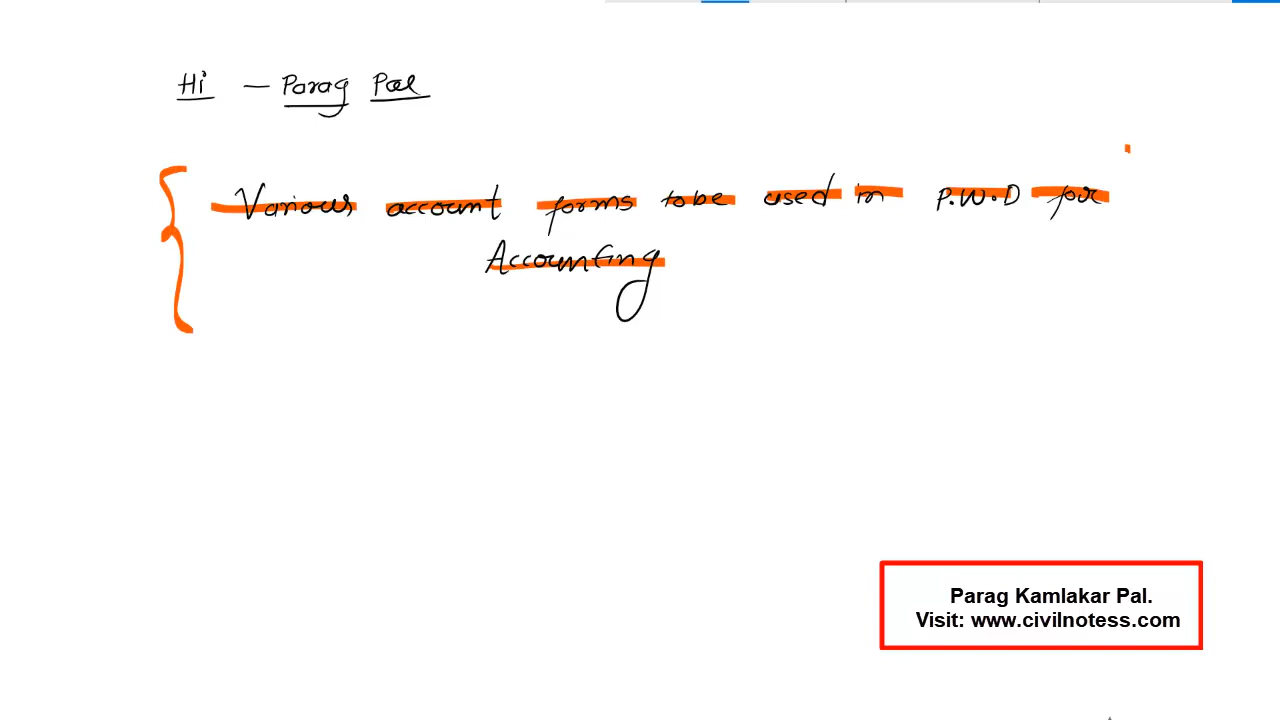 Hi — Parag Pal
Various account forms to be used in P.W.D for
Accounting
Parag Kamlakar Pal.
Visit: www.civilnotess.com